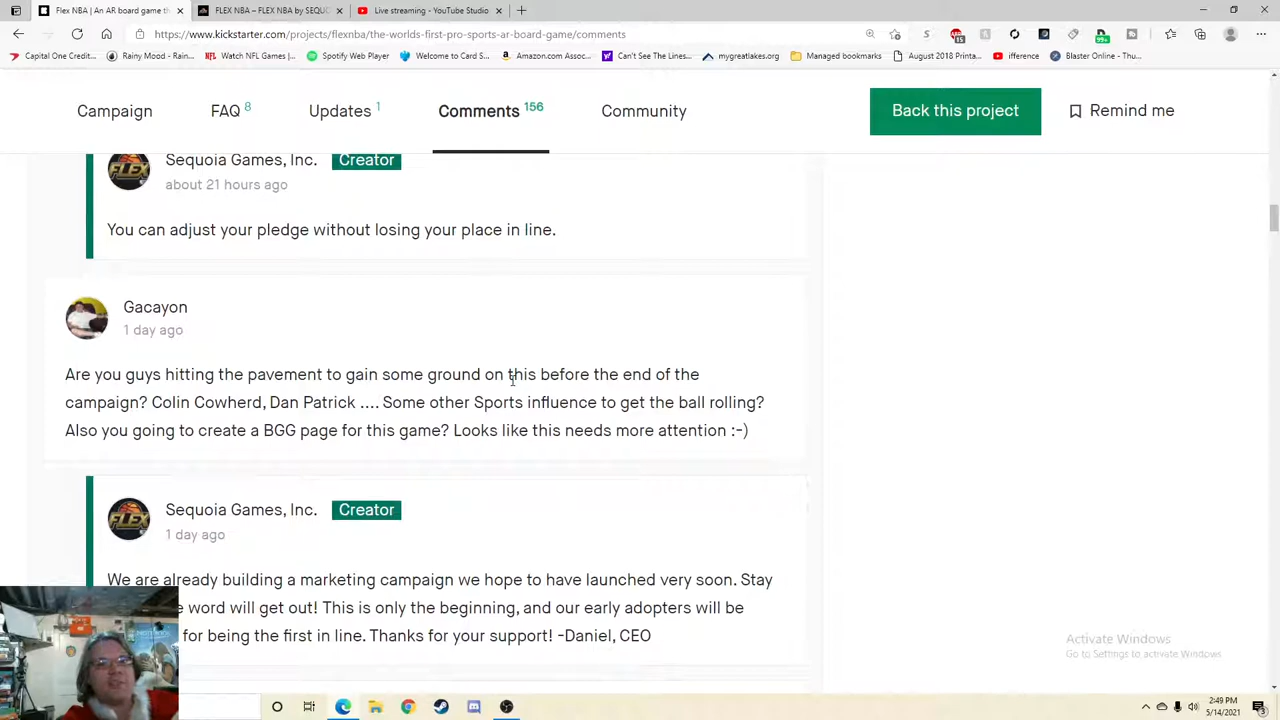 Flex NBA | An AR board game th
FLEX NBA – FLEX NBA by SEQUO
Live streaming - YouTube Studio
https://www.kickstarter.com/projects/flexnba/the-worlds-first-pro-sports-ar-board-game/comments
15
99+
Capital One Credit...
Rainy Mood - Rain...
Watch NFL Games |...
Spotify Web Player
Welcome to Card S...
Amazon.com Assoc...
Can't See The Lines...
mygreatlakes.org
Managed bookmarks
August 2018 Printa...
ifference
Blaster Online - Thu...
Campaign
FAQ 8
Updates 1
Comments 156
Community
Back this project
Remind me
Sequoia Games, Inc. Creator
about 21 hours ago
You can adjust your pledge without losing your place in line.
Gacayon
1 day ago
Are you guys hitting the pavement to gain some ground on this before the end of the
campaign? Colin Cowherd, Dan Patrick .... Some other Sports influence to get the ball rolling?
Also you going to create a BGG page for this game? Looks like this needs more attention :-)
FLEX
Sequoia Games, Inc. Creator
1 day ago
We are already building a marketing campaign we hope to have launched very soon. Stay
word will get out! This is only the beginning, and our early adopters will be
for being the first in line. Thanks for your support! -Daniel, CEO
Activate Windows
Go to Settings to activate Windows.
2:49 PM
5/14/2021